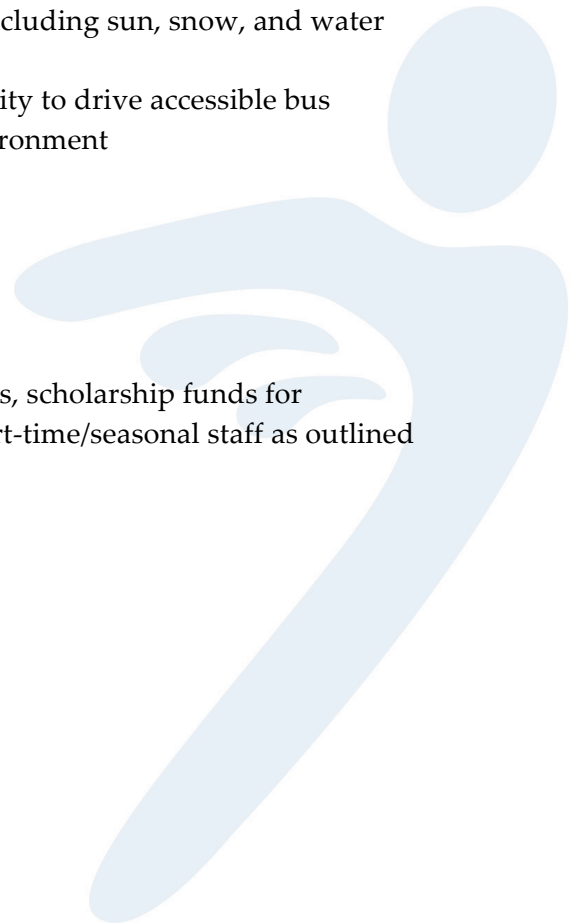 cluding sun, snow, and water
ity to drive accessible bus
ironment
s, scholarship funds for
rt-time/seasonal staff as outlined